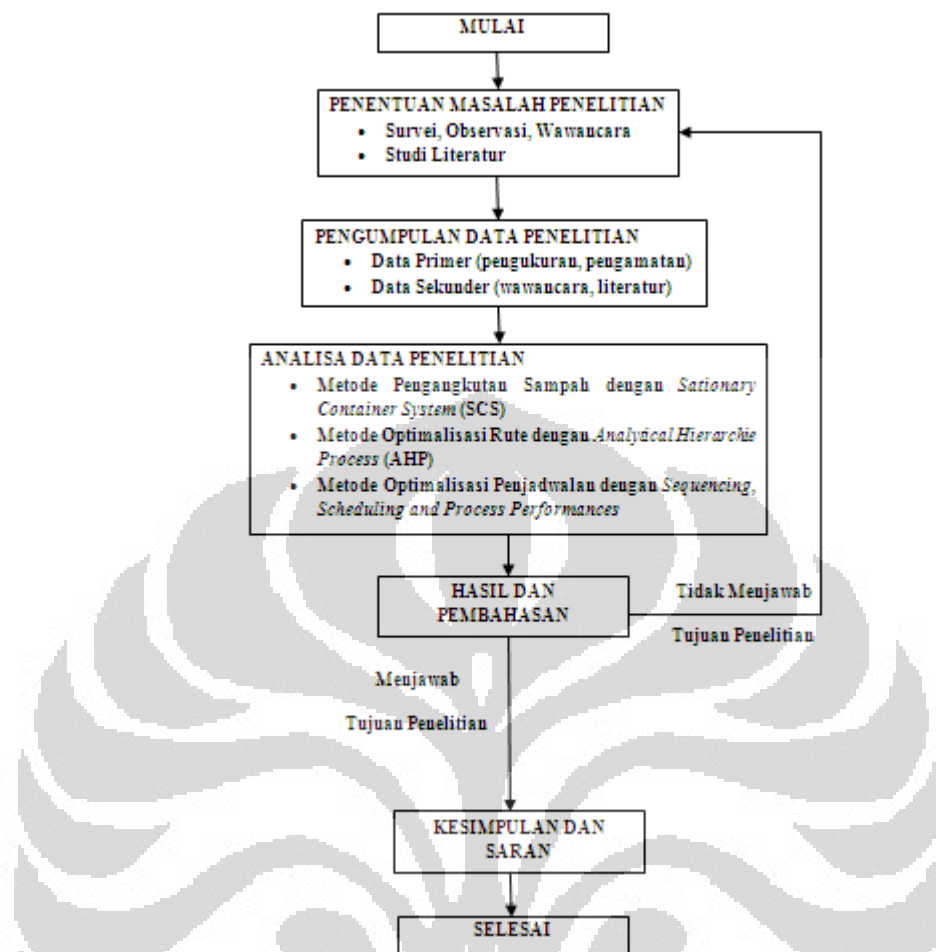 MULAI
PENENTUAN MASALAH PENELITIAN
• Survei, Observasi, Wawancara
• Studi Literatur
PENGUMPULAN DATA PENELITIAN
• Data Primer (pengukuran, pengamatan)
• Data Sekunder (wawancara, literatur)
ANALISA DATA PENELITIAN
• Metode Pengangkutan Sampah dengan Sationary
Container System (SCS)
• Metode Optimalisasi Rute dengan Analytical Hierarchie
Process (AHP)
• Metode Optimalisasi Penjadwalan dengan Sequencing,
Scheduling and Process Performances
HASIL DAN
PEMBAHASAN
Tidak Menjawab
Tujuan Penelitian
Menjawab
Tujuan Penelitian
KESIMPULAN DAN
SARAN
SELESAI